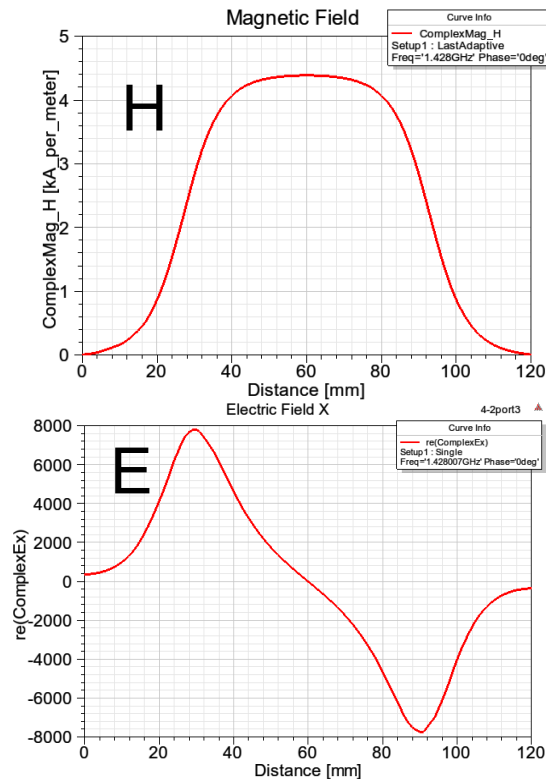 Magnetic Field
Curve Info
ComplexMag_H
Setup1 : LastAdaptive
Freq='1.428GHz' Phase='0deg'
H
ComplexMag_H [kA_per_meter]
5
4
3
2
1
0
0 20 40 60 80 100 120
Distance [mm]
Electric Field X
4-2port3
Curve Info
re(ComplexEx)
Setup1 : Single
Freq='1.428007GHz' Phase='0deg'
E
re(ComplexEx)
8000
6000
4000
2000
0
-2000
-4000
-6000
-8000
0 20 40 60 80 100 120
Distance [mm]